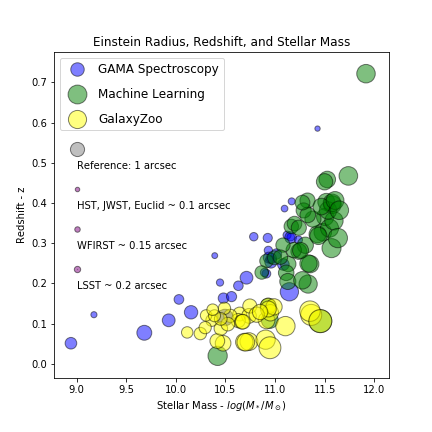 Einstein Radius, Redshift, and Stellar Mass
GAMA Spectroscopy
Machine Learning
GalaxyZoo
Reference: 1 arcsec
HST, JWST, Euclid ~ 0.1 arcsec
WFIRST ~ 0.15 arcsec
LSST ~ 0.2 arcsec
Redshift - z
0.7
0.6
0.5
0.4
0.3
0.2
0.1
0.0
9.0 9.5 10.0 10.5 11.0 11.5 12.0
Stellar Mass - log(M*/M⊙)